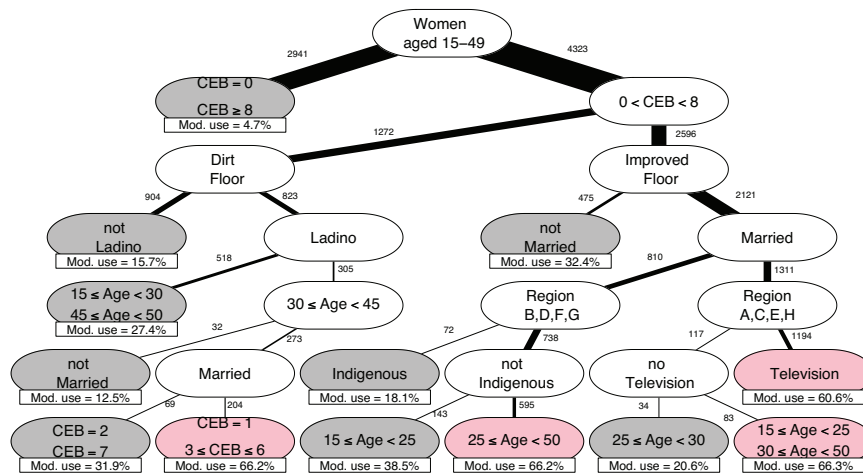 Women
aged 15−49
2941
4323
CEB = 0
CEB ≥ 8
Mod. use = 4.7%
0 < CEB < 8
1272
2596
Dirt
Floor
Improved
Floor
904
823
475
2121
not
Ladino
Mod. use = 15.7%
Ladino
not
Married
Mod. use = 32.4%
Married
518
305
810
1311
15 ≤ Age < 30
45 ≤ Age < 50
Mod. use = 27.4%
30 ≤ Age < 45
Region
B,D,F,G
Region
A,C,E,H
32
273
72
738
117
1194
not
Married
Mod. use = 12.5%
Married
Indigenous
Mod. use = 18.1%
not
Indigenous
no
Television
Television
Mod. use = 60.6%
69
204
143
595
34
83
CEB = 2
CEB = 7
Mod. use = 31.9%
CEB = 1
3 ≤ CEB ≤ 6
Mod. use = 66.2%
15 ≤ Age < 25
Mod. use = 38.5%
25 ≤ Age < 50
Mod. use = 66.2%
25 ≤ Age < 30
Mod. use = 20.6%
15 ≤ Age < 25
30 ≤ Age < 50
Mod. use = 66.3%